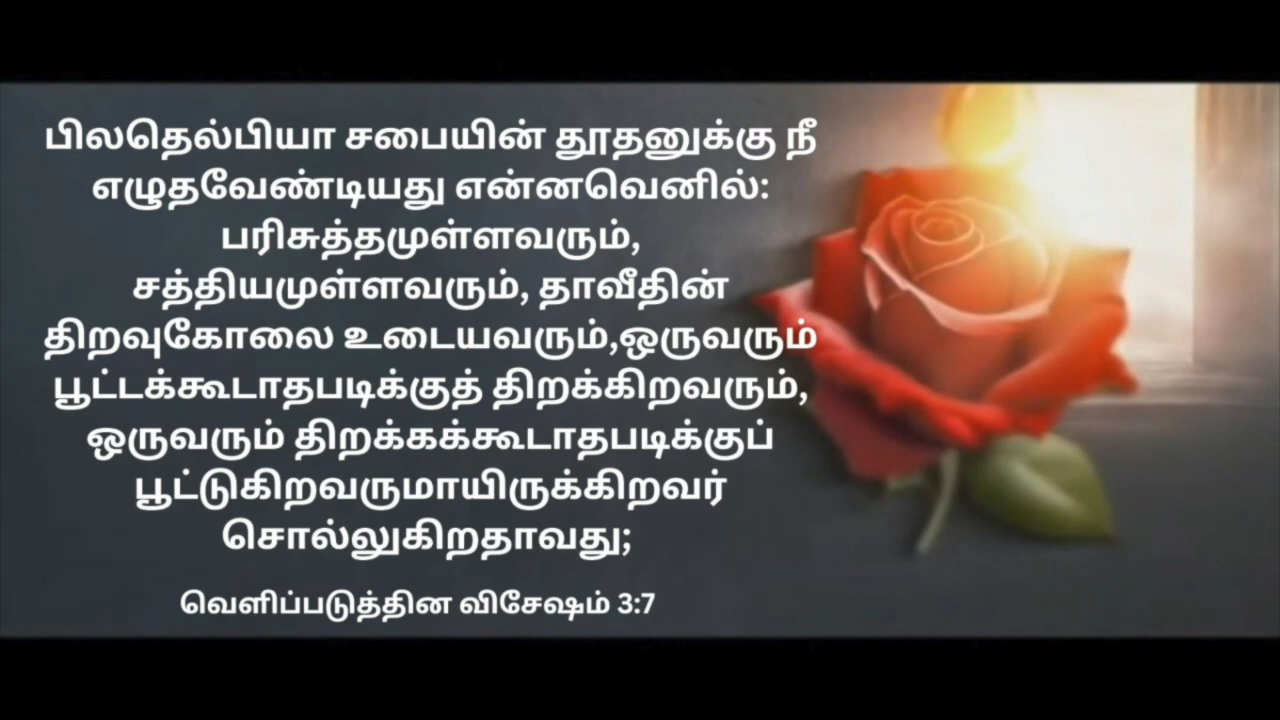 பிலதெல்பியா சபையின் தூதனுக்கு நீ
எழுதவேண்டியது என்னவெனில்:
பரிசுத்தமுள்ளவரும்,
சத்தியமுள்ளவரும், தாவீதின்
திறவுகோலை உடையவரும்,ஒருவரும்
பூட்டக்கூடாதபடிக்குத் திறக்கிறவரும்,
ஒருவரும் திறக்கக்கூடாதபடிக்குப்
பூட்டுகிறவருமாயிருக்கிறவர்
சொல்லுகிறதாவது;
வெளிப்படுத்தின விசேஷம் 3:7